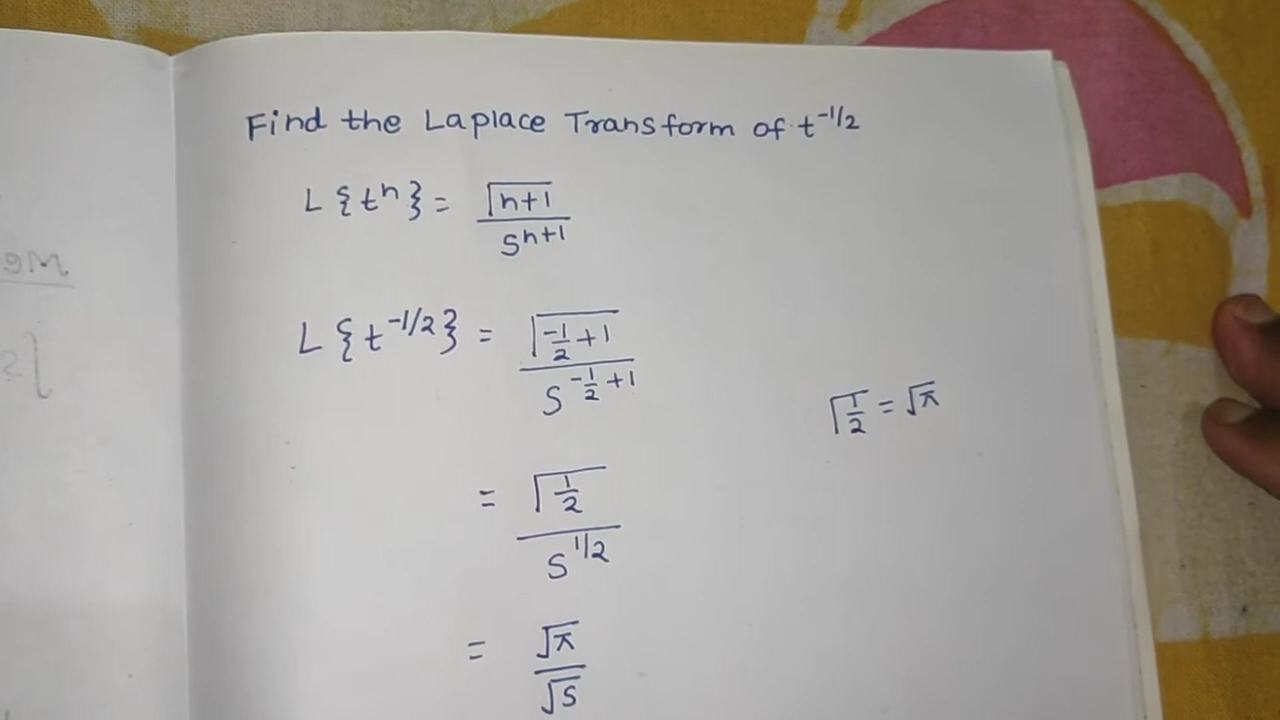 Find the Laplace Transform of t^{-1/2}
L{t^n} = Γ(n+1) / S^{n+1}
L{t^{-1/2}} = Γ(-1/2 + 1) / S^{-1/2 + 1}
Γ(1/2) = √π
= Γ(1/2) / S^{1/2}
= √π / √S